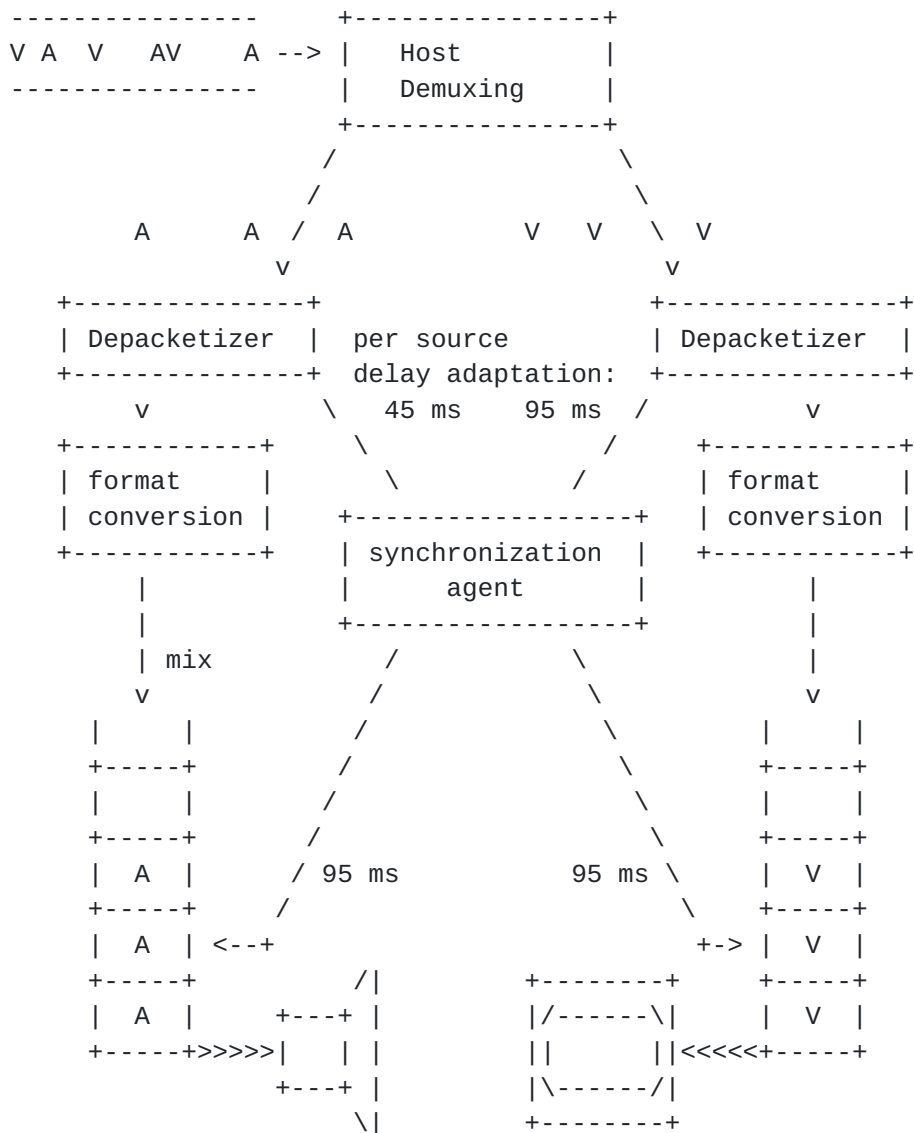 V A V AV A -->
Host
Demuxing
A A A V V V
v v
Depacketizer per source Depacketizer
delay adaptation:
v 45 ms 95 ms v
format format
conversion synchronization conversion
agent
mix
v v
A 95 ms 95 ms V
A <--+ +-> V
A V
>>>>> <<<<<